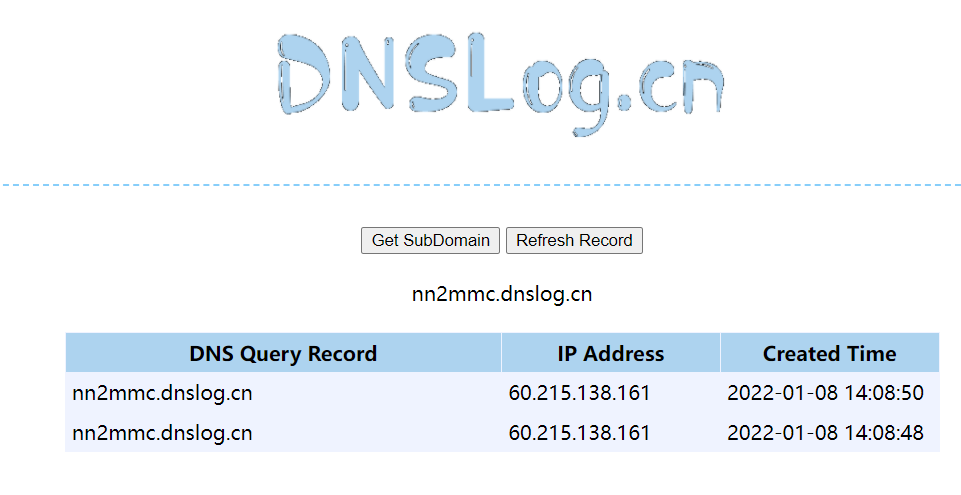 DNSLog.cn
Get SubDomain Refresh Record
nn2mmc.dnslog.cn
DNS Query Record IP Address Created Time
nn2mmc.dnslog.cn 60.215.138.161 2022-01-08 14:08:50
nn2mmc.dnslog.cn 60.215.138.161 2022-01-08 14:08:48